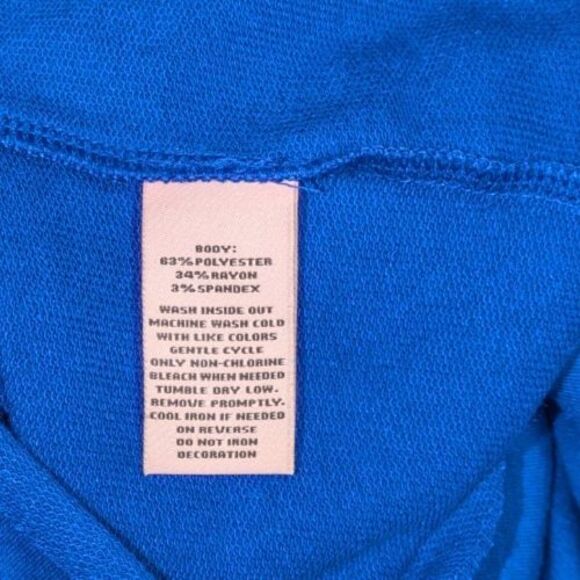 BODY:
63% POLYESTER
34% RAYON
3% SPANDEX
WASH INSIDE OUT
MACHINE WASH COLD
WITH LIKE COLORS
GENTLE CYCLE
ONLY NON-CHLORINE
BLEACH WHEN NEEDED
TUMBLE DRY LOW.
REMOVE PROMPTLY.
COOL IRON IF NEEDED
ON REVERSE
DO NOT IRON
DECORATION